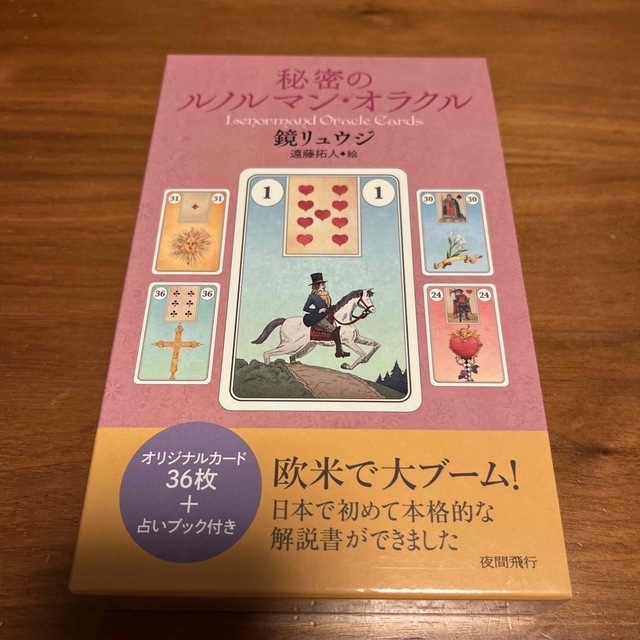 秘密の
ルノルマン・オラクル
Lenormand Oracle Cards
鏡リュウジ
遠藤拓人◆絵
1 1
31 31
30 30
36 36
24 24
オリジナルカード
36枚
+
占いブック付き
欧米で大ブーム!
日本で初めて本格的な
解説書ができました
夜間飛行